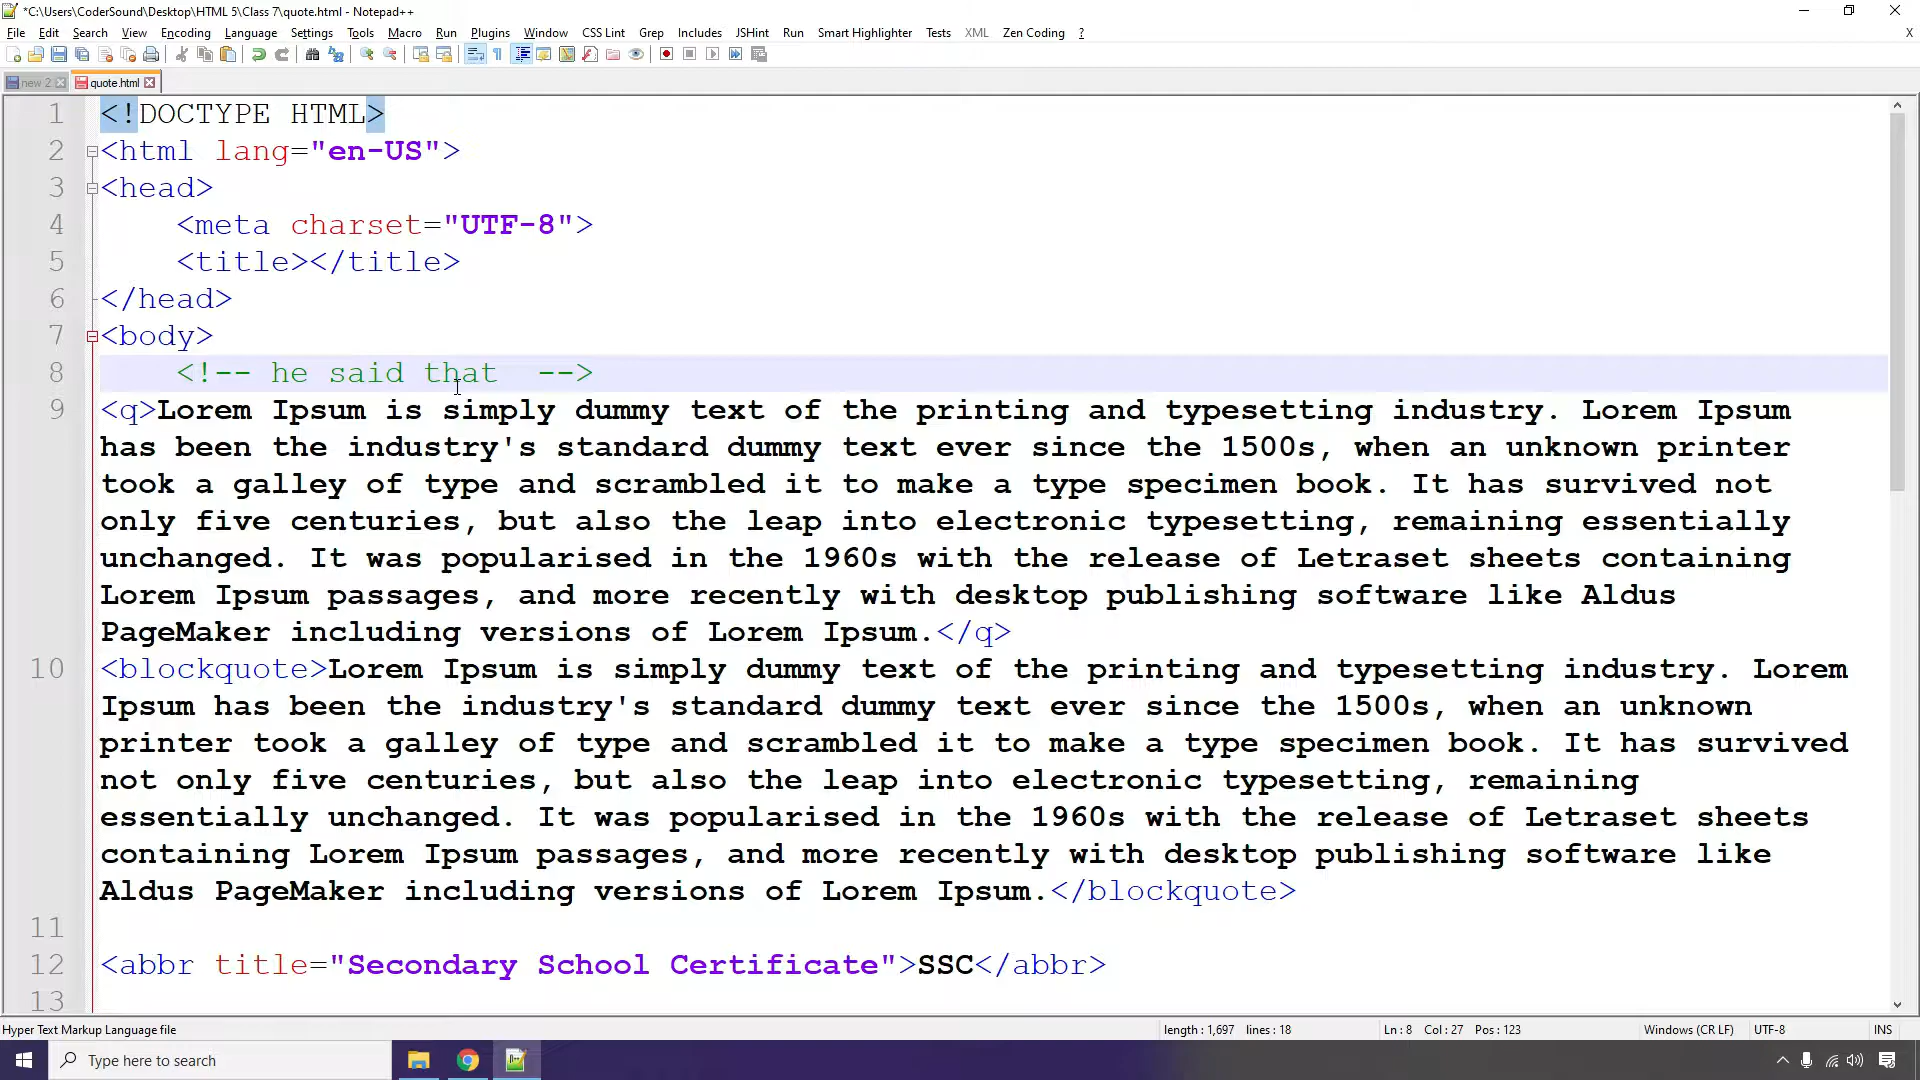 *C:\Users\CoderSound\Desktop\HTML 5\Class 7\quote.html - Notepad++
File Edit Search View Encoding Language Settings Tools Macro Run Plugins Window CSS Lint Grep Includes JSHint Run Smart Highlighter Tests XML Zen Coding ? X
new 2 quote.html
1 <!DOCTYPE HTML>
2 <html lang="en-US">
3 <head>
4 <meta charset="UTF-8">
5 <title></title>
6 </head>
7 <body>
8 <!-- he said that  -->
9 <q>Lorem Ipsum is simply dummy text of the printing and typesetting industry. Lorem Ipsum
has been the industry's standard dummy text ever since the 1500s, when an unknown printer
took a galley of type and scrambled it to make a type specimen book. It has survived not
only five centuries, but also the leap into electronic typesetting, remaining essentially
unchanged. It was popularised in the 1960s with the release of Letraset sheets containing
Lorem Ipsum passages, and more recently with desktop publishing software like Aldus
PageMaker including versions of Lorem Ipsum.</q>
10 <blockquote>Lorem Ipsum is simply dummy text of the printing and typesetting industry. Lorem
Ipsum has been the industry's standard dummy text ever since the 1500s, when an unknown
printer took a galley of type and scrambled it to make a type specimen book. It has survived
not only five centuries, but also the leap into electronic typesetting, remaining
essentially unchanged. It was popularised in the 1960s with the release of Letraset sheets
containing Lorem Ipsum passages, and more recently with desktop publishing software like
Aldus PageMaker including versions of Lorem Ipsum.</blockquote>
11
12 <abbr title="Secondary School Certificate">SSC</abbr>
13
Hyper Text Markup Language file length : 1,697 lines : 18 Ln : 8 Col : 27 Pos : 123 Windows (CR LF) UTF-8 INS
Type here to search